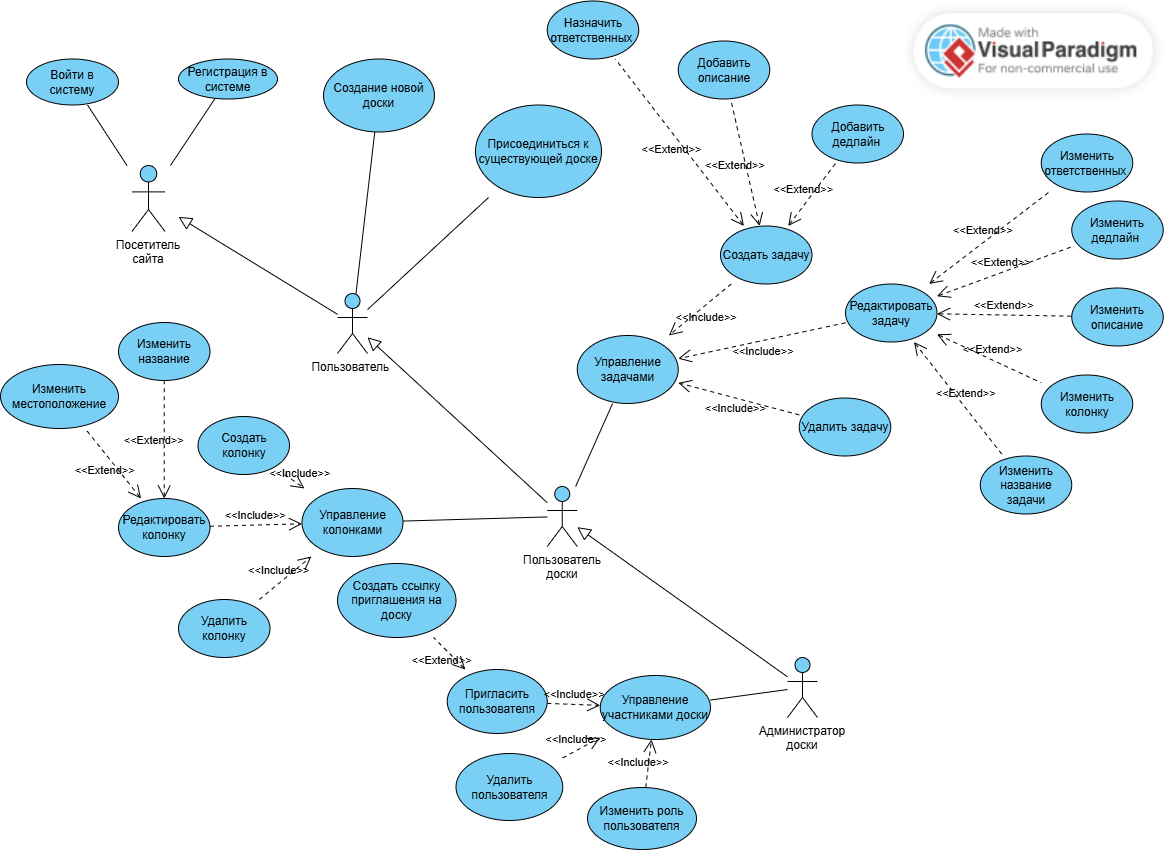 Назначить
ответственных
Made with
Visual Paradigm
For non-commercial use
Войти в
систему
Регистрация в
системе
Создание новой
доски
Добавить
описание
Присоединиться к
существующей доске
Добавить
дедлайн
<<Extend>>
<<Extend>>
<<Extend>>
Изменить
ответственных
Посетитель
сайта
Создать задачу
<<Extend>>
Изменить
дедлайн
<<Extend>>
Редактировать
задачу
<<Extend>>
Изменить
описание
<<Include>>
<<Include>>
<<Extend>>
Изменить
название
Пользователь
Управление
задачами
Изменить
местоположение
<<Extend>>
Изменить
колонку
<<Include>>
Удалить задачу
<<Extend>>
Создать
колонку
<<Extend>>
<<Include>>
Изменить
название
задачи
Редактировать
колонку
<<Include>>
Управление
колонками
Пользователь
доски
<<Include>>
Создать ссылку
приглашения на
доску
Удалить
колонку
<<Extend>>
Пригласить
пользователя
<<Include>>
Управление
участниками доски
Администратор
доски
<<Include>>
<<Include>>
Удалить
пользователя
Изменить роль
пользователя